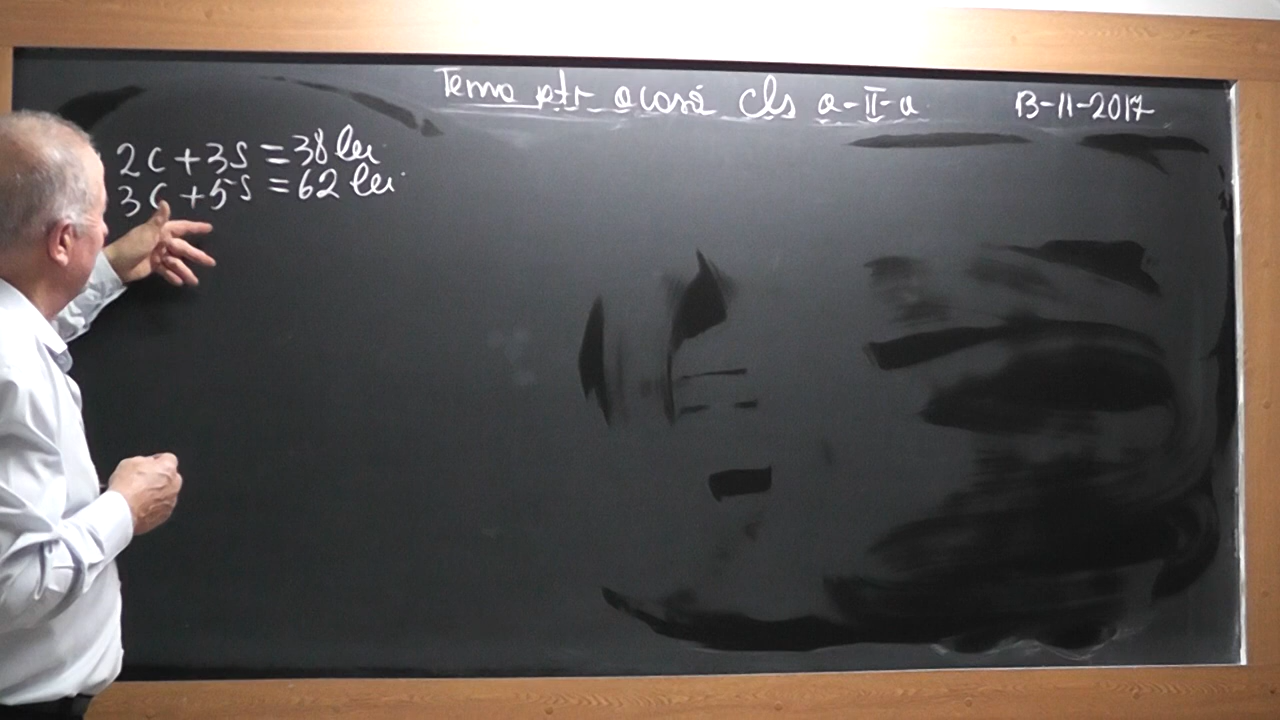 Tema ptr acasă Cls a-II-a 13-11-2017
2C+3S=38 lei
3C+5S=62 lei